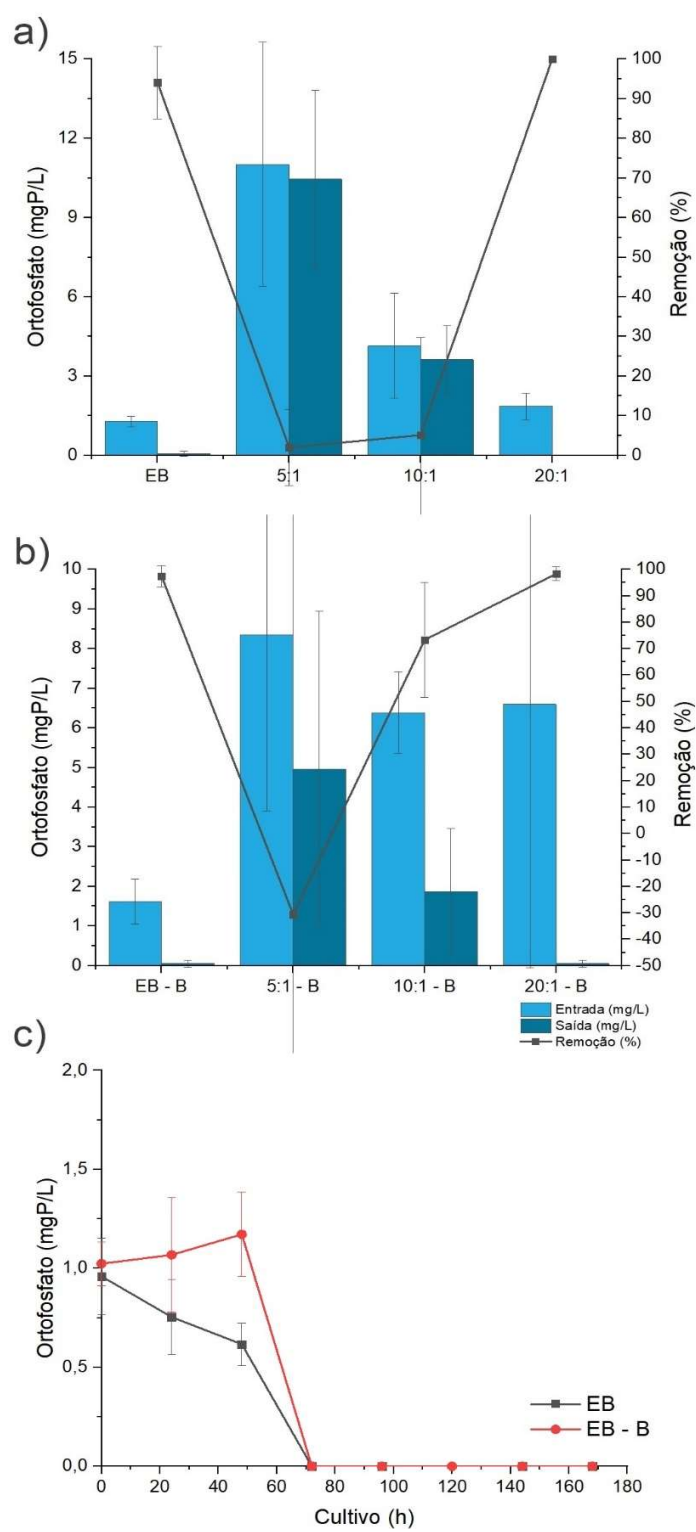 a)
Ortofosfato (mgP/L)
15
12
9
6
3
0
100
90
80
70
60
50
40
30
20
10
0
Remoção (%)
EB 5:1 10:1 20:1
b)
Ortofosfato (mgP/L)
10
9
8
7
6
5
4
3
2
1
0
100
90
80
70
60
50
40
30
20
10
0
-10
-20
-30
-40
-50
Remoção (%)
EB - B 5:1 - B 10:1 - B 20:1 - B
Entrada (mg/L)
Saída (mg/L)
Remoção (%)
c)
Ortofosfato (mgP/L)
2,0
1,5
1,0
0,5
0,0
EB
EB - B
0 20 40 60 80 100 120 140 160 180
Cultivo (h)